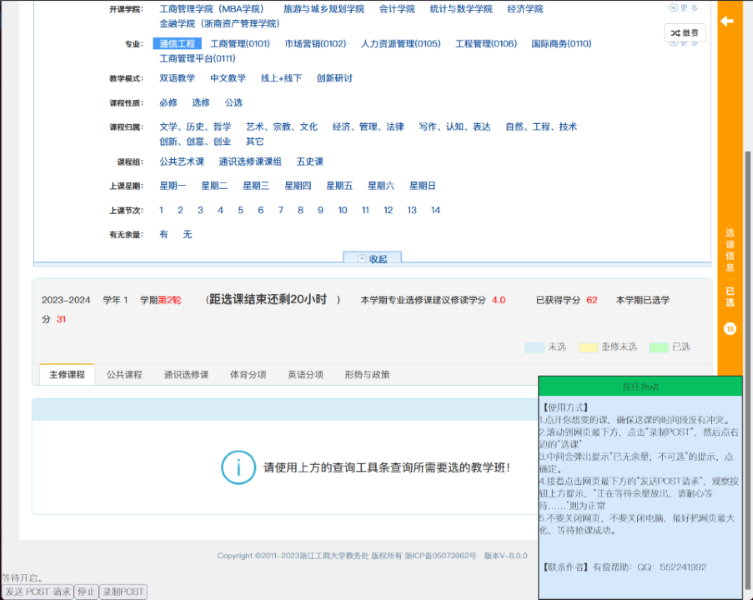 开课学院： 工商管理学院（MBA学院） 旅游与城乡规划学院 会计学院 统计与数学学院 经济学院 更多
金融学院（浙商资产管理学院）
缴费
专业： 通信工程 工商管理(0101) 市场营销(0102) 人力资源管理(0105) 工程管理(0106) 国际商务(0110) 更多
工商管理平台(0111)
教学模式： 双语教学 中文教学 线上+线下 创新研讨
课程性质： 必修 选修 公选
课程归属： 文学、历史、哲学 艺术、宗教、文化 经济、管理、法律 写作、认知、表达 自然、工程、技术
创新、创意、创业 其它
课程组： 公共艺术课 通识选修课课组 五史课
上课星期： 星期一 星期二 星期三 星期四 星期五 星期六 星期日
上课节次： 1 2 3 4 5 6 7 8 9 10 11 12 13 14
有无余量： 有 无
收起
选课信息 已选
2023-2024 学年 1 学期第2轮 （距选课结束还剩20小时 ） 本学期专业选修课建议修读学分 4.0 已获得学分 62 本学期已选学
分 31
未选 重修未选 已选
主修课程 公共课程 通识选修课 体育分项 英语分项 形势与政策
请使用上方的查询工具条查询所需要选的教学班！
按住拖动
【使用方式】
1.点开你想要的课，确保这课的时间段没有冲突。
2.滚动到网页最下方，点击"录制POST"，然后点右
边的"选课"
3.中间会弹出提示"已无余量，不可选"的提示，点
确定。
4.接着点击网页最下方的"发送POST请求"，观察按
钮上方提示，"正在等待余量放出，请耐心等
待……"则为正常
5.不要关闭网页，不要关闭电脑，最好把网页最大
化，等待抢课成功。
【联系作者】有偿帮助：QQ：552241992
Copyright ©2011-2023浙江工商大学教务处 版权所有 浙ICP备05073962号 版本V-8.0.0
等待开启。
发送 POST 请求 停止 录制POST